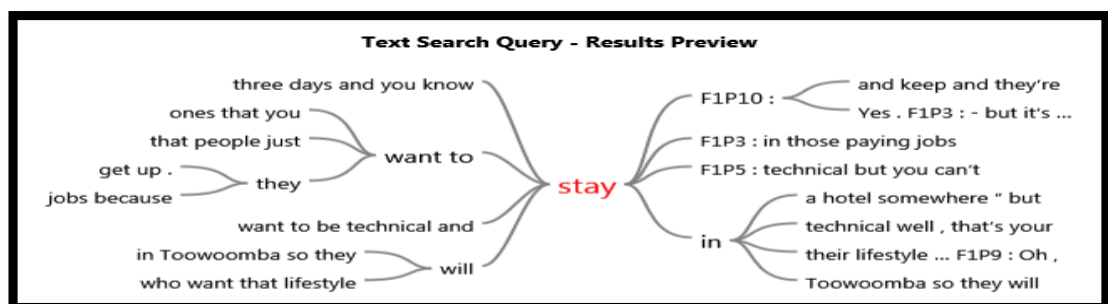 Text Search Query - Results Preview
three days and you know
ones that you
that people just
want to
get up .
they
jobs because
want to be technical and
in Toowoomba so they
will
who want that lifestyle
stay
F1P10 :
and keep and they're
Yes . F1P3 : - but it's ...
F1P3 : in those paying jobs
F1P5 : technical but you can't
in
a hotel somewhere " but
technical well , that's your
their lifestyle ... F1P9 : Oh ,
Toowoomba so they will